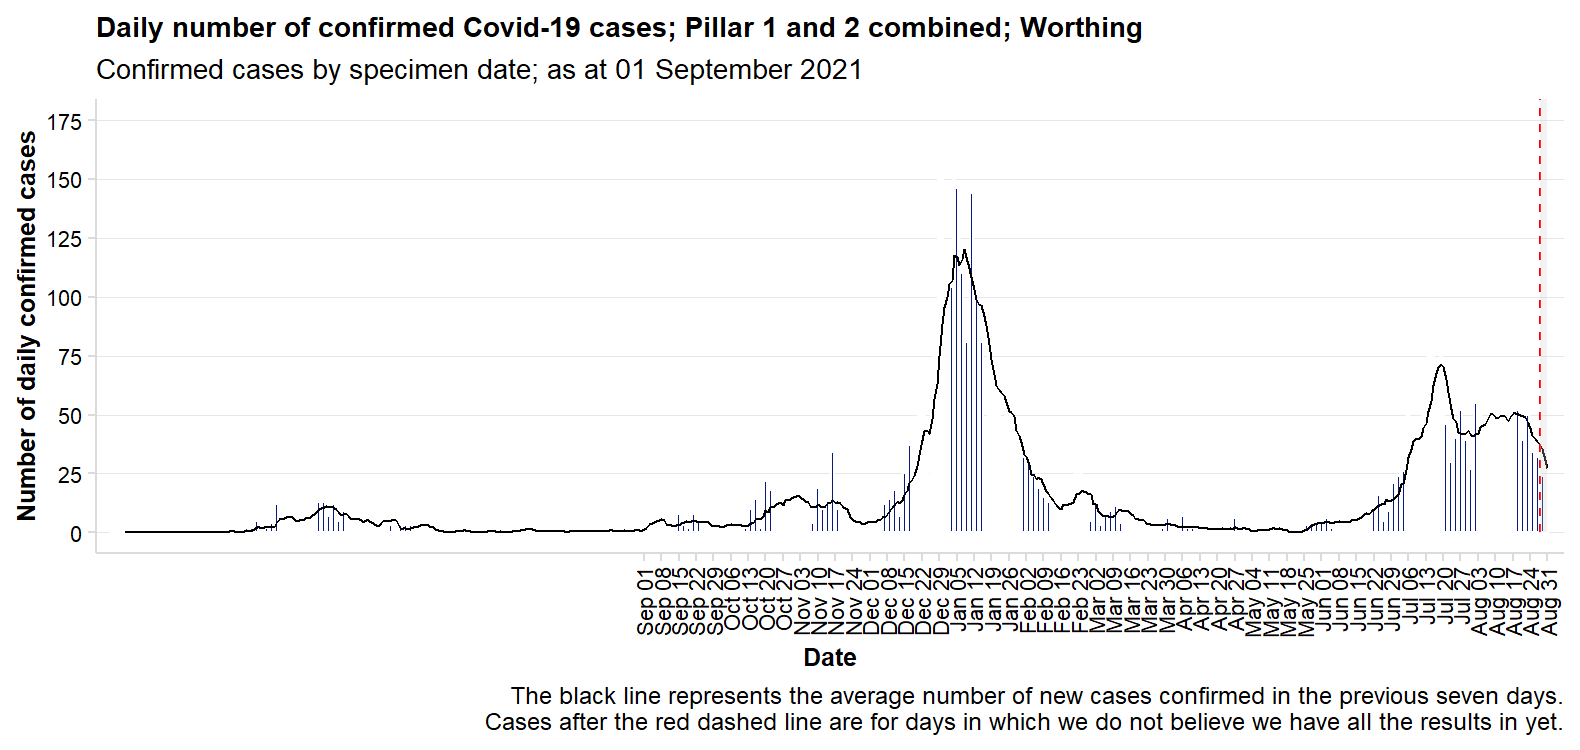 Daily number of confirmed Covid-19 cases; Pillar 1 and 2 combined; Worthing
Confirmed cases by specimen date; as at 01 September 2021
Number of daily confirmed cases
175
150
125
100
75
50
25
0
Sep 01
Sep 08
Sep 15
Sep 22
Sep 29
Oct 06
Oct 13
Oct 20
Oct 27
Nov 03
Nov 10
Nov 17
Nov 24
Dec 01
Dec 08
Dec 15
Dec 22
Dec 29
Jan 05
Jan 12
Jan 19
Jan 26
Feb 02
Feb 09
Feb 16
Feb 23
Mar 02
Mar 09
Mar 16
Mar 23
Mar 30
Apr 06
Apr 13
Apr 20
Apr 27
May 04
May 11
May 18
May 25
Jun 01
Jun 08
Jun 15
Jun 22
Jun 29
Jul 06
Jul 13
Jul 20
Jul 27
Aug 03
Aug 10
Aug 17
Aug 24
Aug 31
Date
The black line represents the average number of new cases confirmed in the previous seven days.
Cases after the red dashed line are for days in which we do not believe we have all the results in yet.